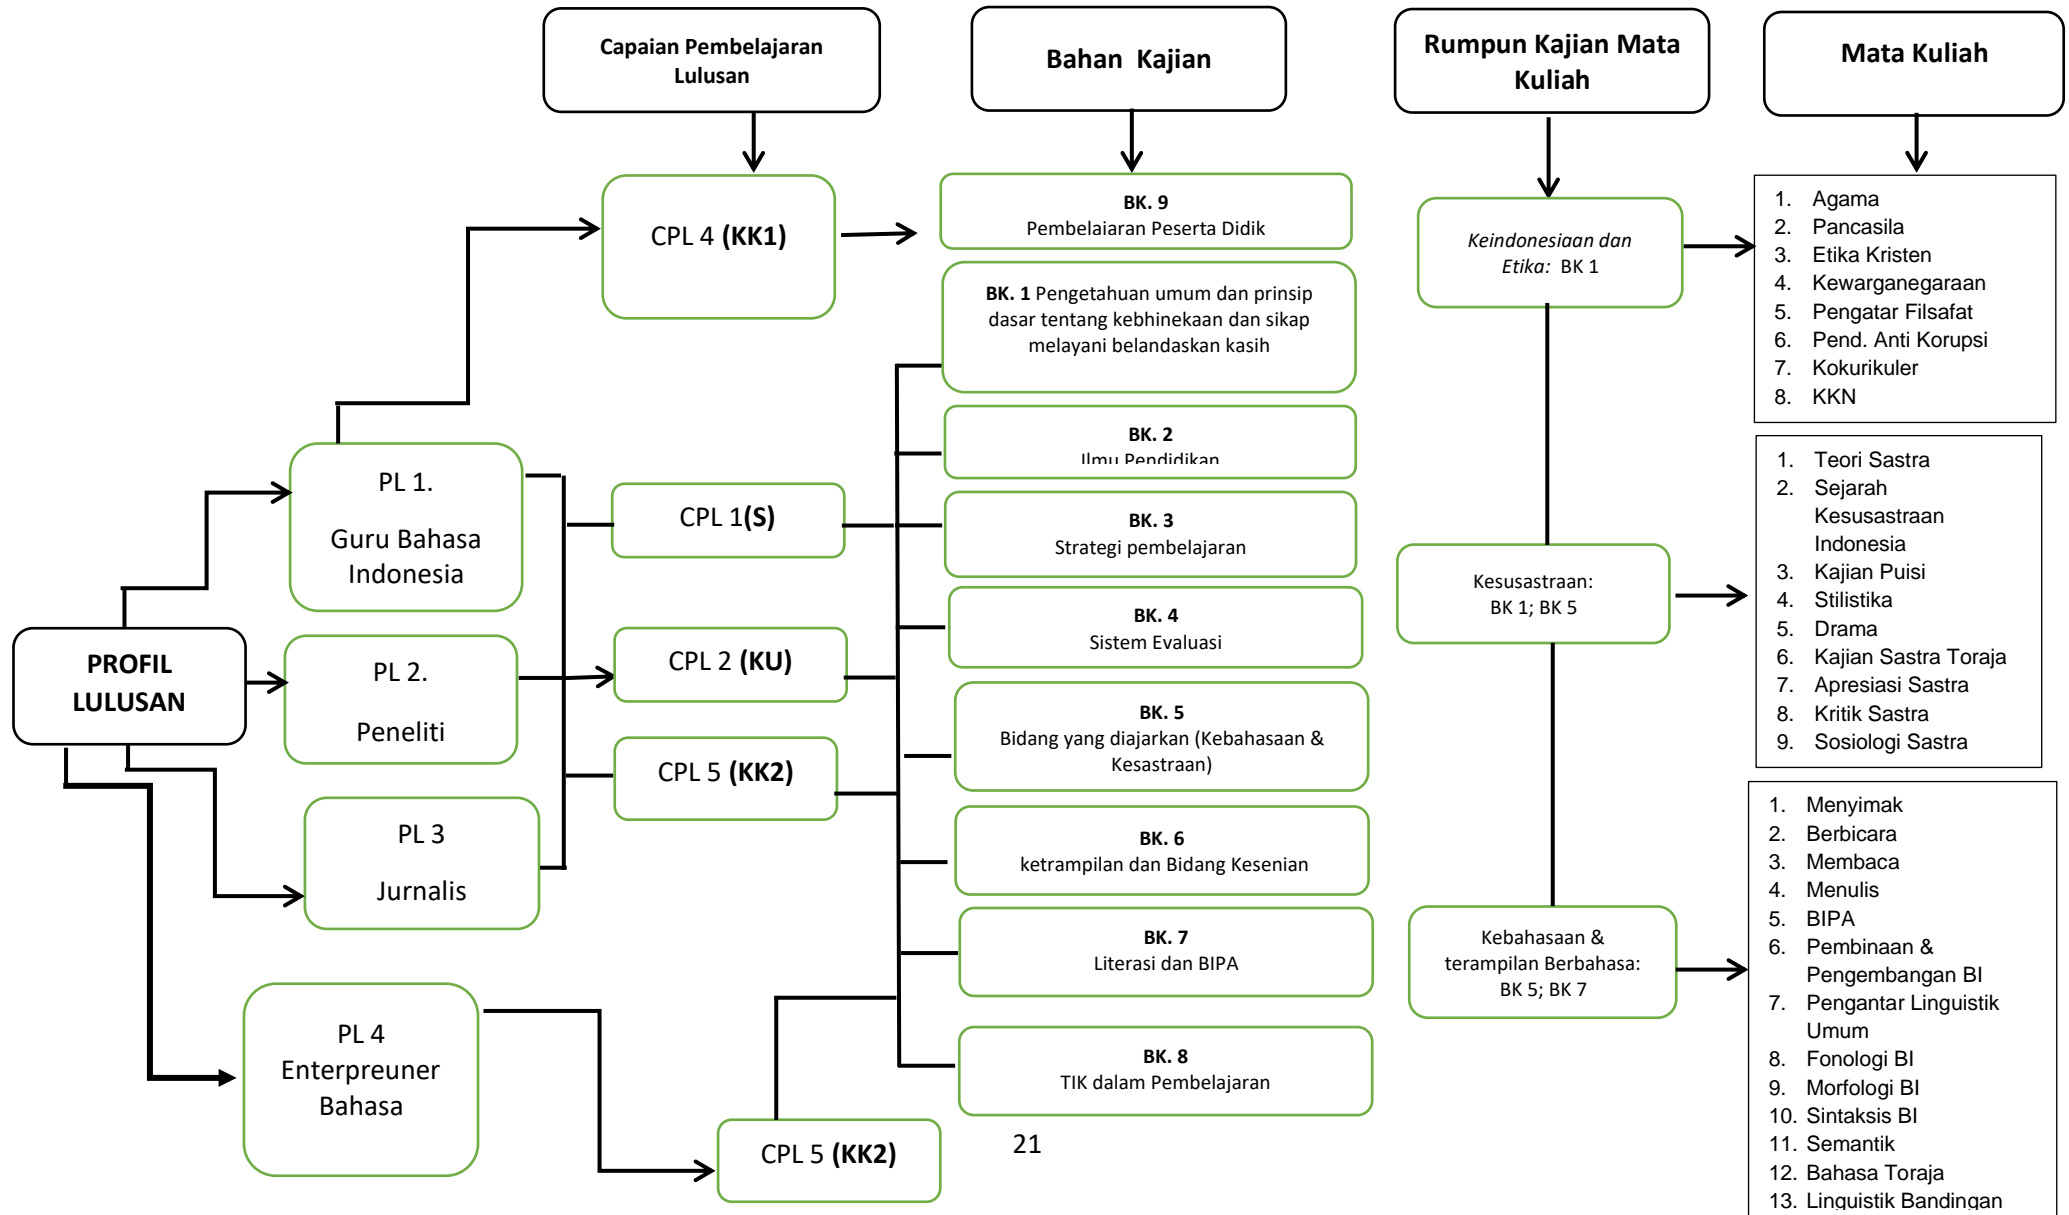 Capaian Pembelajaran
Lulusan
Bahan  Kajian
Rumpun Kajian Mata
Kuliah
Mata Kuliah
PROFIL
LULUSAN
PL 1.
Guru Bahasa
Indonesia
PL 2.
Peneliti
PL 3
Jurnalis
PL 4
Enterpreuner
Bahasa
CPL 4 (KK1)
CPL 1(S)
CPL 2 (KU)
CPL 5 (KK2)
CPL 5 (KK2)
BK. 9
Pembelaiaran Peserta Didik
BK. 1 Pengetahuan umum dan prinsip
dasar tentang kebhinekaan dan sikap
melayani belandaskan kasih
BK. 2
Ilmu Pendidikan
BK. 3
Strategi pembelajaran
BK. 4
Sistem Evaluasi
BK. 5
Bidang yang diajarkan (Kebahasaan &
Kesastraan)
BK. 6
ketrampilan dan Bidang Kesenian
BK. 7
Literasi dan BIPA
BK. 8
TIK dalam Pembelajaran
Keindonesiaan dan
Etika:  BK 1
Kesusastraan:
BK 1; BK 5
Kebahasaan &
terampilan Berbahasa:
BK 5; BK 7
1. Agama
2. Pancasila
3. Etika Kristen
4. Kewarganegaraan
5. Pengatar Filsafat
6. Pend. Anti Korupsi
7. Kokurikuler
8. KKN
1. Teori Sastra
2. Sejarah
Kesusastraan
Indonesia
3. Kajian Puisi
4. Stilistika
5. Drama
6. Kajian Sastra Toraja
7. Apresiasi Sastra
8. Kritik Sastra
9. Sosiologi Sastra
1. Menyimak
2. Berbicara
3. Membaca
4. Menulis
5. BIPA
6. Pembinaan &
Pengembangan BI
7. Pengantar Linguistik
Umum
8. Fonologi BI
9. Morfologi BI
10. Sintaksis BI
11. Semantik
12. Bahasa Toraja
13. Linguistik Bandingan
21